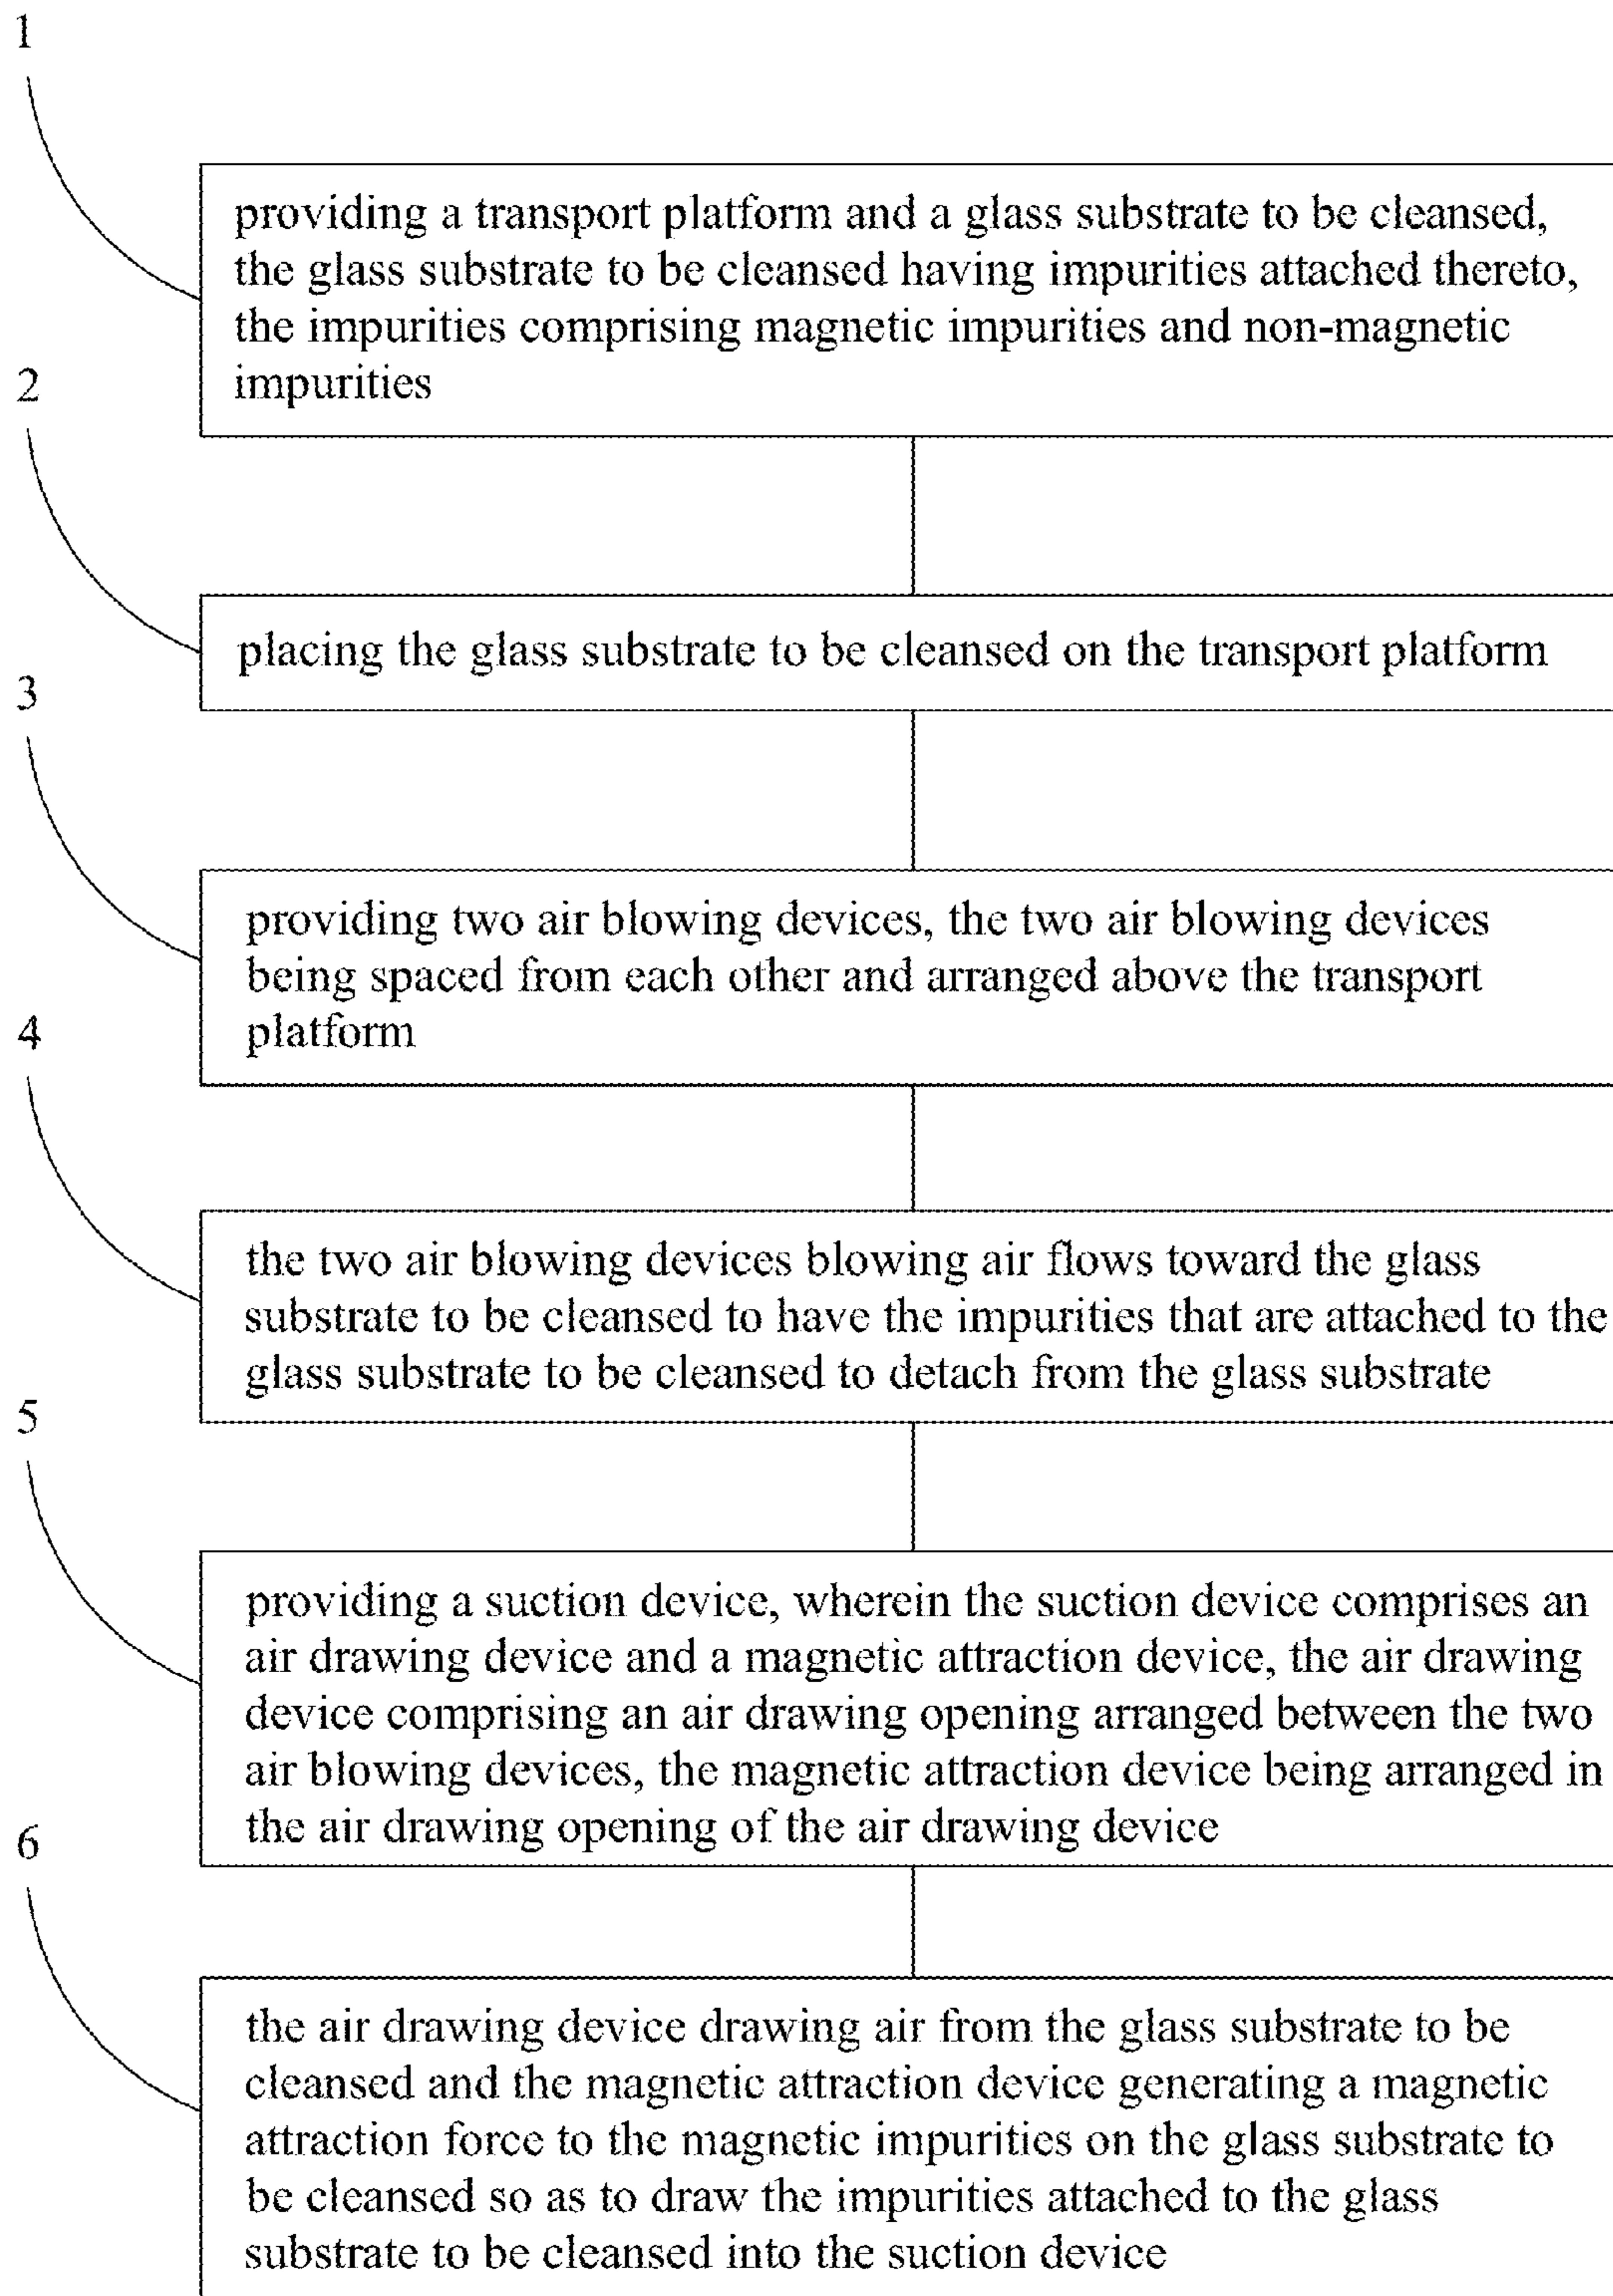 1
providing a transport platform and a glass substrate to be cleansed,
the glass substrate to be cleansed having impurities attached thereto,
the impurities comprising magnetic impurities and non-magnetic
impurities
2
placing the glass substrate to be cleansed on the transport platform
3
providing two air blowing devices, the two air blowing devices
being spaced from each other and arranged above the transport
platform
4
the two air blowing devices blowing air flows toward the glass
substrate to be cleansed to have the impurities that are attached to the
glass substrate to be cleansed to detach from the glass substrate
5
providing a suction device, wherein the suction device comprises an
air drawing device and a magnetic attraction device, the air drawing
device comprising an air drawing opening arranged between the two
air blowing devices, the magnetic attraction device being arranged in
the air drawing opening of the air drawing device
6
the air drawing device drawing air from the glass substrate to be
cleansed and the magnetic attraction device generating a magnetic
attraction force to the magnetic impurities on the glass substrate to
be cleansed so as to draw the impurities attached to the glass
substrate to be cleansed into the suction device